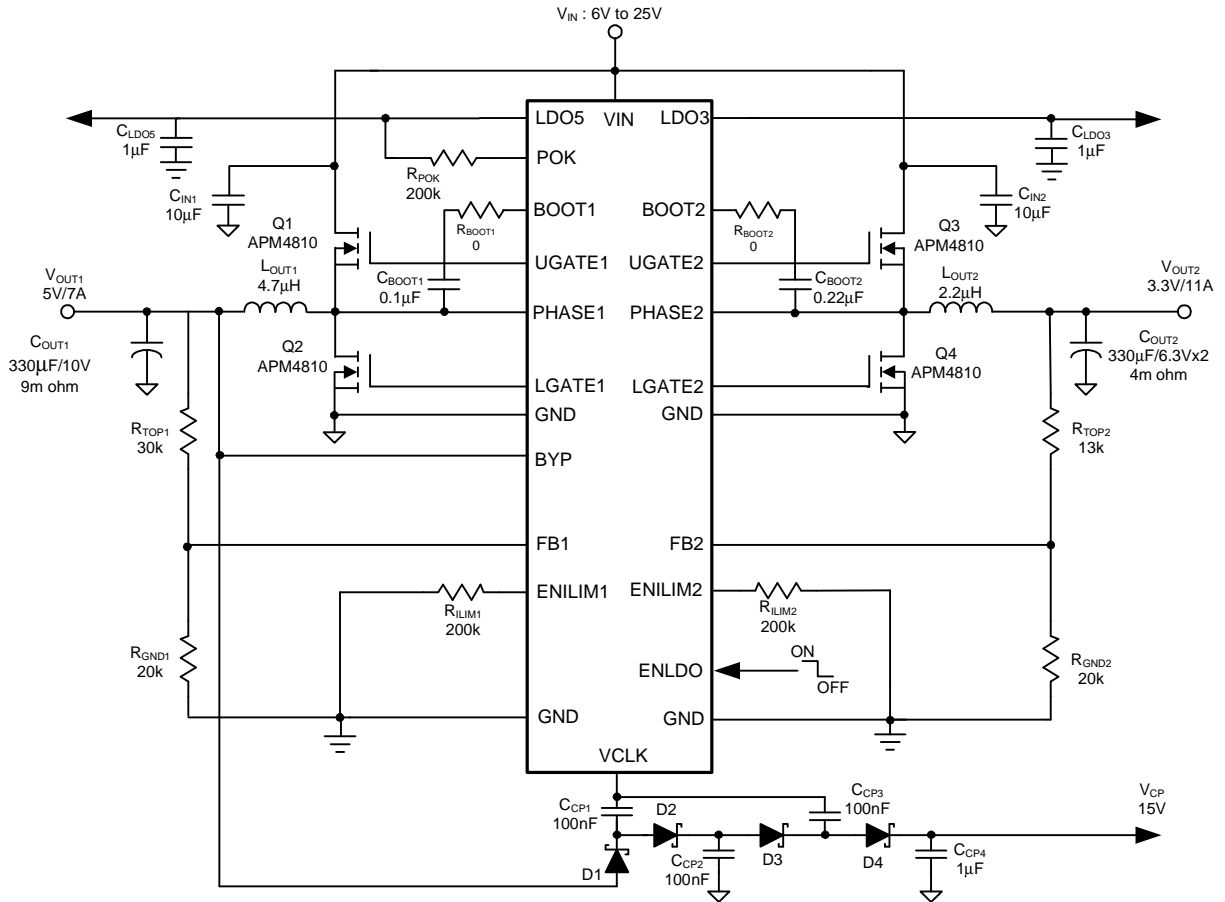 VIN : 6V to 25V
LDO5
VIN
LDO3
CLDO5
1µF
CLDO3
1µF
POK
RPOK
200k
CIN1
10µF
CIN2
10µF
BOOT1
BOOT2
RBOOT1
0
RBOOT2
0
Q1
APM4810
Q3
APM4810
UGATE1
UGATE2
CBOOT1
0.1µF
CBOOT2
0.22µF
LOUT1
4.7µH
LOUT2
2.2µH
VOUT1
5V/7A
VOUT2
3.3V/11A
PHASE1
PHASE2
COUT1
330µF/10V
9m ohm
Q2
APM4810
Q4
APM4810
COUT2
330µF/6.3Vx2
4m ohm
LGATE1
LGATE2
GND
GND
RTOP1
30k
RTOP2
13k
BYP
FB1
FB2
ENILIM1
ENILIM2
RILIM1
200k
RILIM2
200k
RGND1
20k
RGND2
20k
ENLDO
ON
OFF
GND
GND
VCLK
CCP1
100nF
D2
CCP3
100nF
VCP
15V
D1
CCP2
100nF
D3
D4
CCP4
1µF